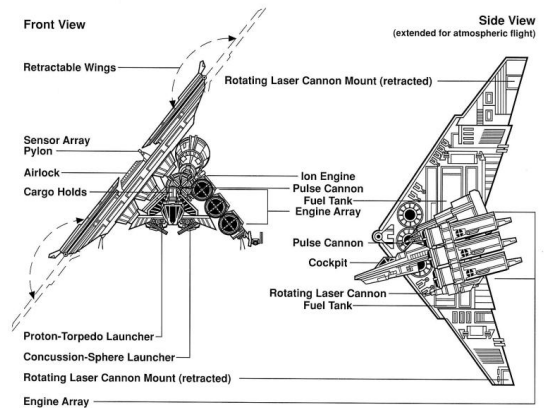 Front View
Side View
(extended for atmospheric flight)
Retractable Wings
Rotating Laser Cannon Mount (retracted)
Sensor Array
Pylon
Airlock
Cargo Holds
Ion Engine
Pulse Cannon
Fuel Tank
Engine Array
Pulse Cannon
Cockpit
Rotating Laser Cannon
Fuel Tank
Proton-Torpedo Launcher
Concussion-Sphere Launcher
Rotating Laser Cannon Mount (retracted)
Engine Array